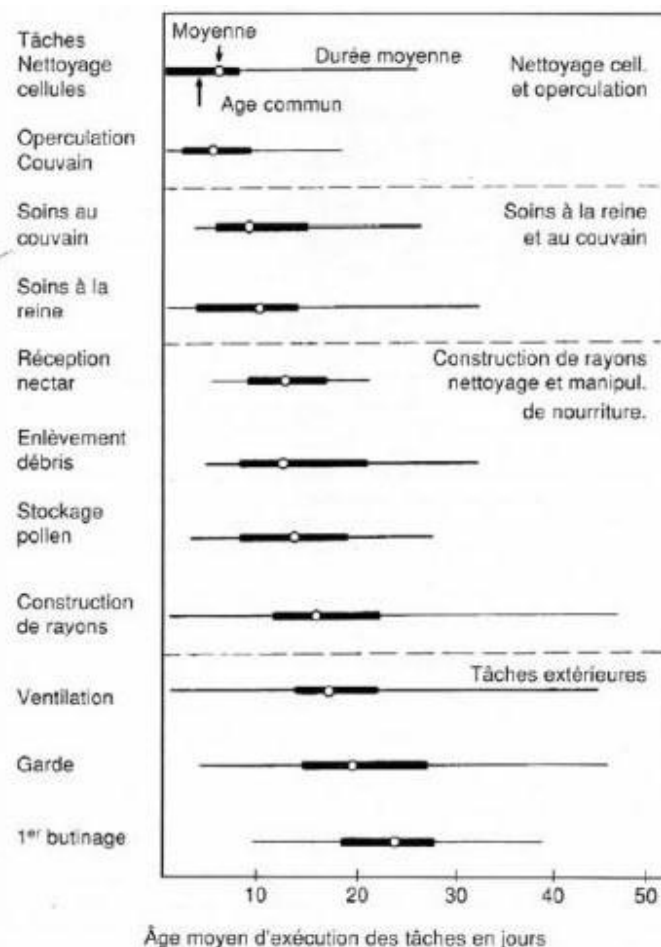 Moyenne
Tâches
Nettoyage
cellules
Durée moyenne
Nettoyage cell.
et operculation
Age commun
Operculation
Couvain
Soins au
couvain
Soins à la reine
et au couvain
Soins à la
reine
Réception
nectar
Construction de rayons
nettoyage et manipul.
de nourriture.
Enlèvement
débris
Stockage
pollen
Construction
de rayons
Tâches extérieures
Ventilation
Garde
1er butinage
10 20 30 40 50
Âge moyen d'exécution des tâches en jours